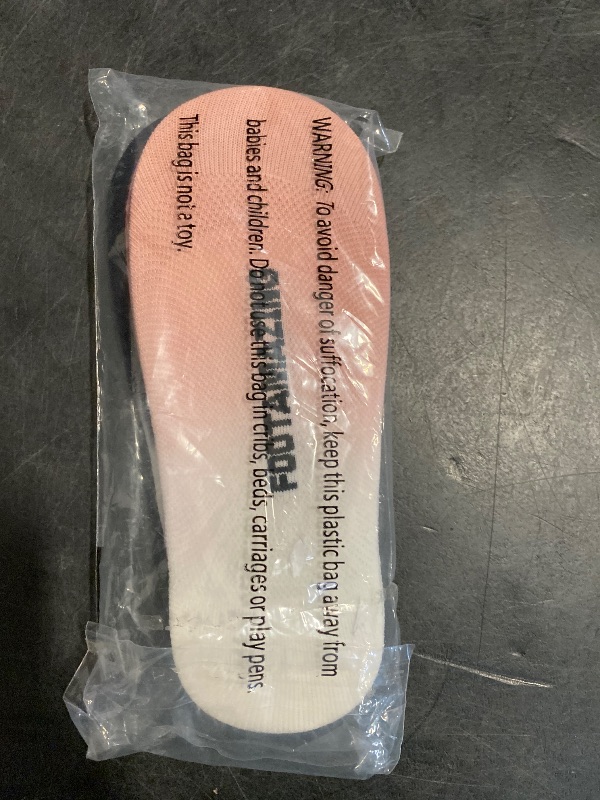 WARNING: To avoid danger of suffocation, keep this plastic bag away from
babies and children. Do not use this bag in cribs, beds, carriages or play pens.
This bag is not a toy.
FOOTAMAZING